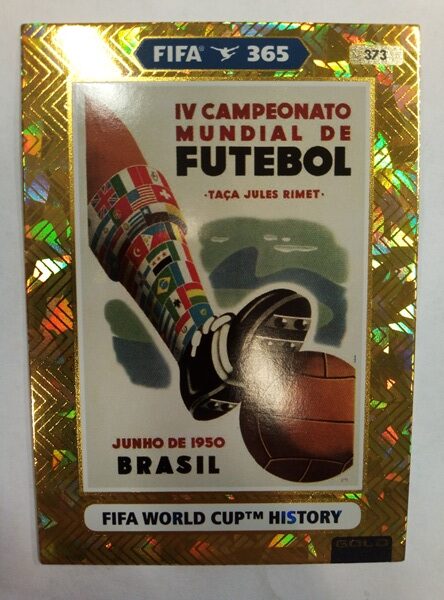 FIFA® 365
373
IV CAMPEONATO
MUNDIAL DE
FUTEBOL
·TAÇA JULES RIMET·
JUNHO DE 1950
BRASIL
FIFA WORLD CUP™ HISTORY
GOLD